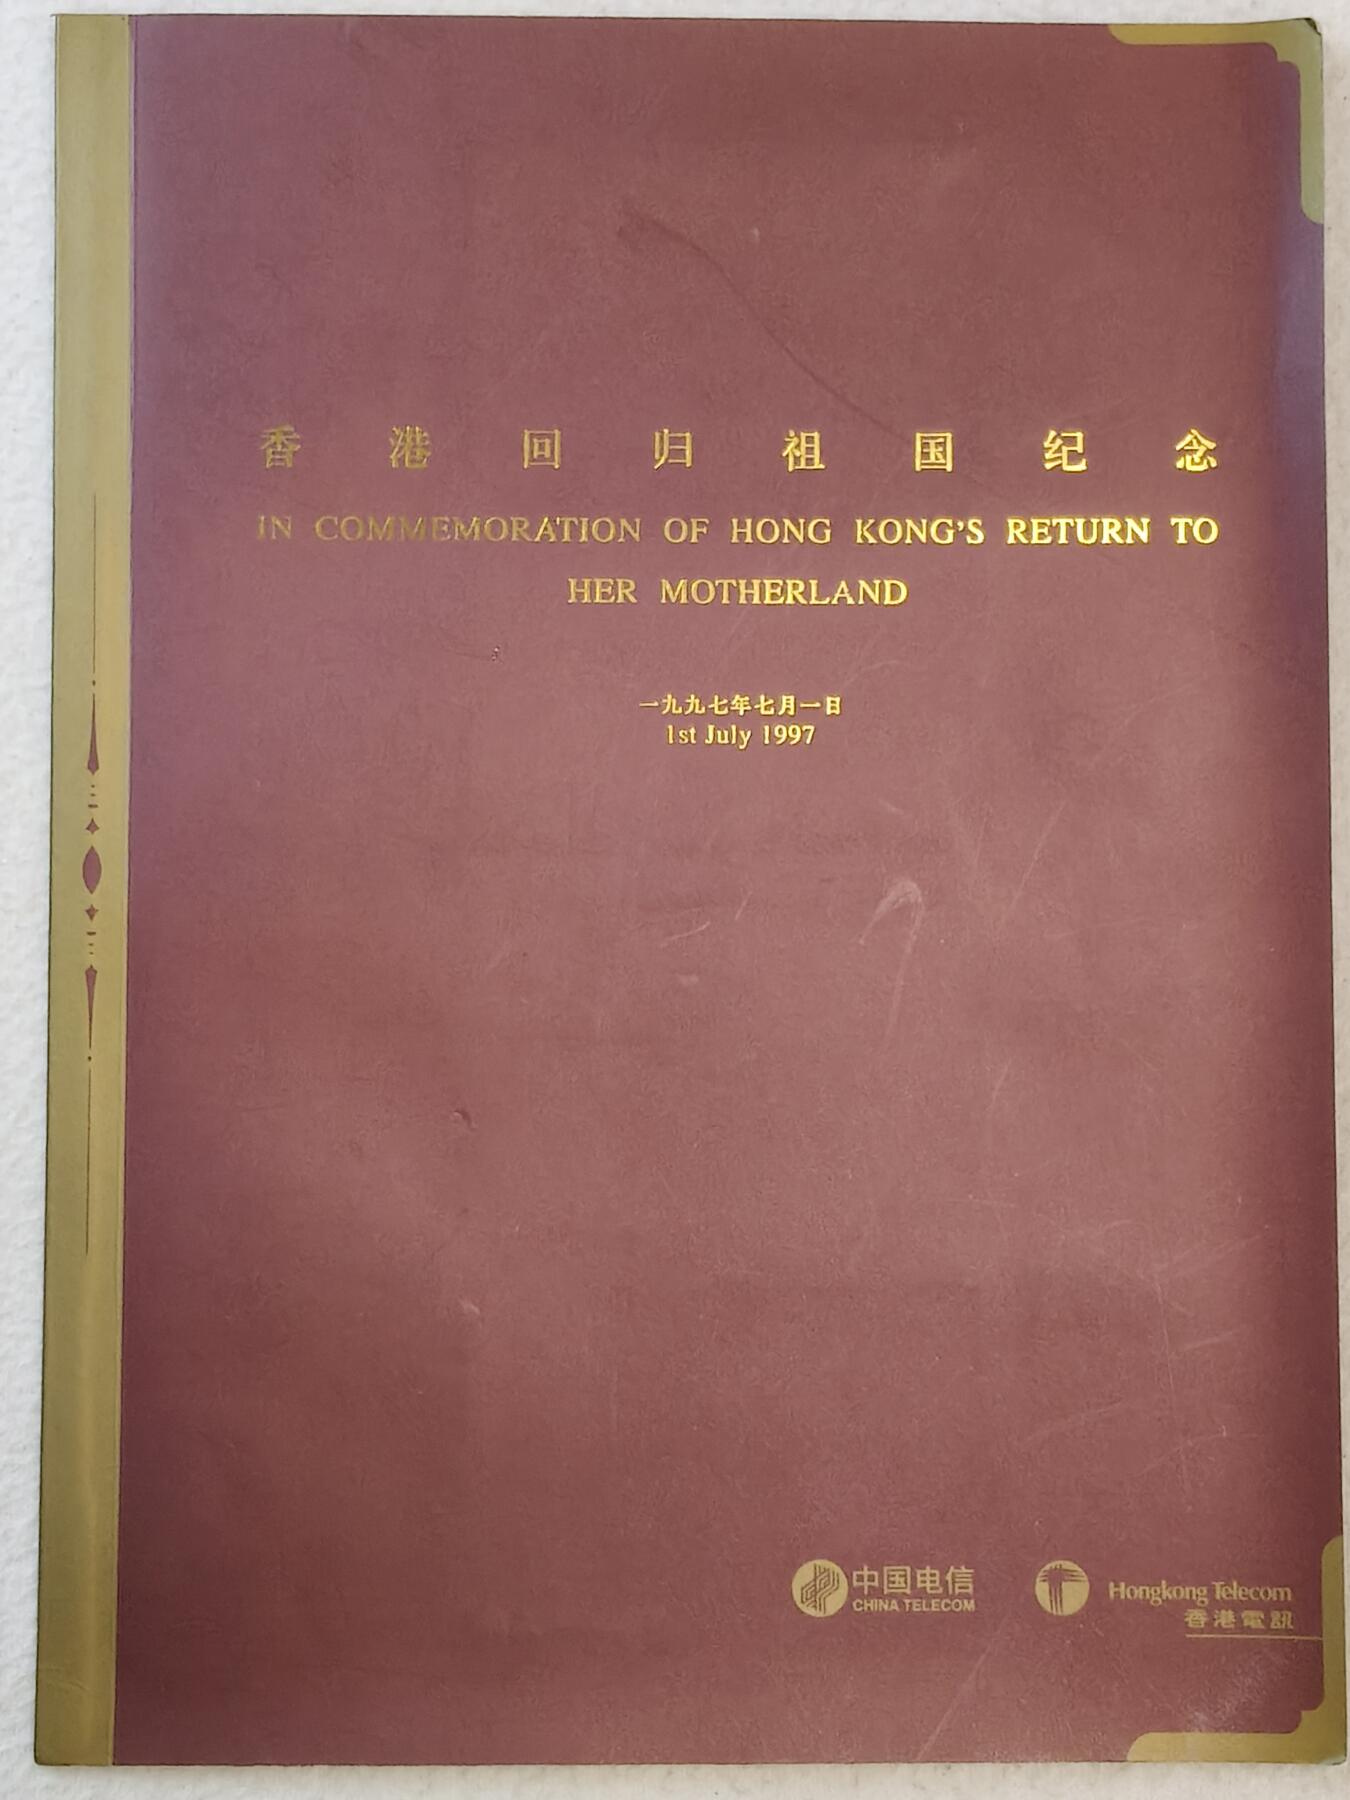 香港回归祖国纪念
IN COMMEMORATION OF HONG KONG'S RETURN TO
HER MOTHERLAND
一九九七年七月一日
1st July 1997
中国电信
CHINA TELECOM
Hongkong Telecom
香港電訊